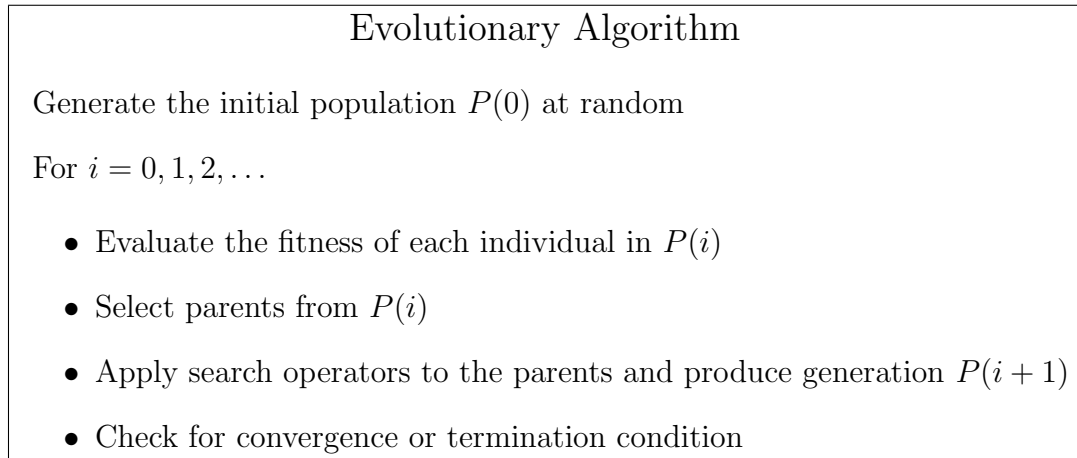 Evolutionary Algorithm
Generate the initial population P(0) at random
For i = 0, 1, 2, . . .
• Evaluate the fitness of each individual in P(i)
• Select parents from P(i)
• Apply search operators to the parents and produce generation P(i + 1)
• Check for convergence or termination condition